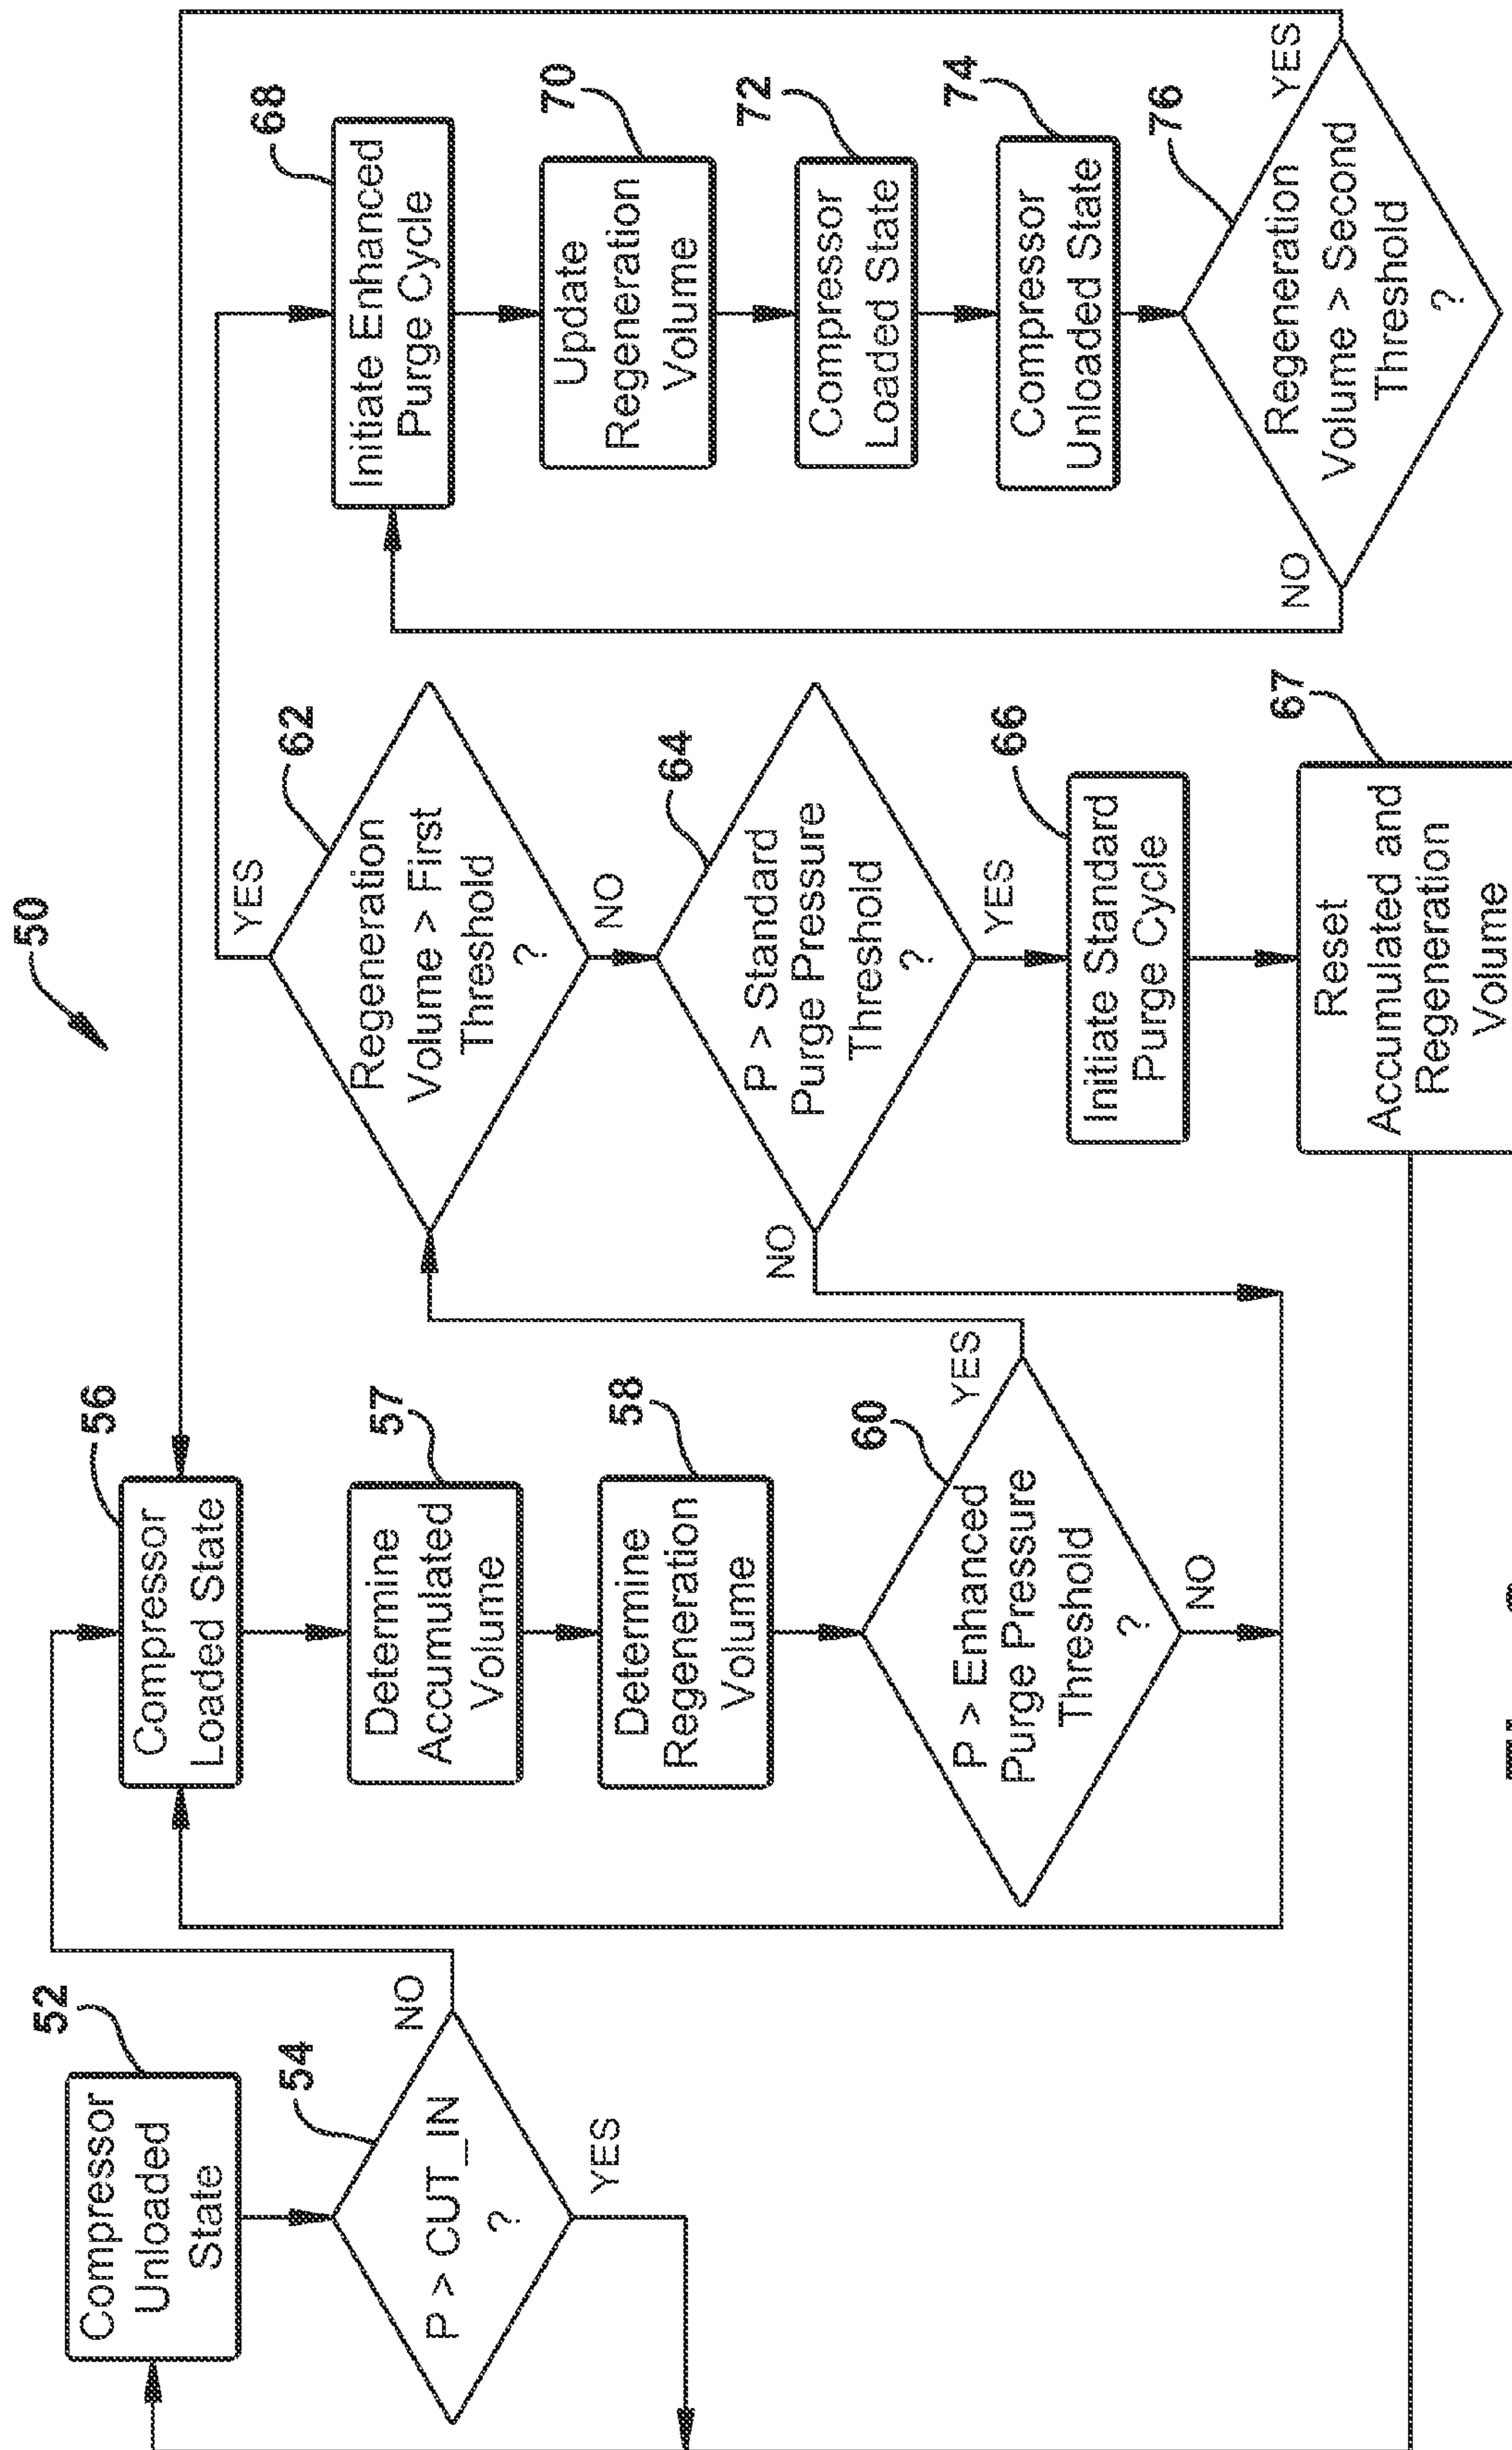 50
52
Compressor
Unloaded
State
54
P > CUT_IN
?
NO
YES
56
Compressor
Loaded State
57
Determine
Accumulated
Volume
58
Determine
Regeneration
Volume
60
P > Enhanced
Purge Pressure
Threshold
?
YES
NO
62
Regeneration
Volume > First
Threshold
?
YES
NO
64
P > Standard
Purge Pressure
Threshold
?
NO
YES
66
Initiate Standard
Purge Cycle
67
Reset
Accumulated and
Regeneration
Volume
68
Initiate Enhanced
Purge Cycle
70
Update
Regeneration
Volume
72
Compressor
Loaded State
74
Compressor
Unloaded State
76
Regeneration
Volume > Second
Threshold
?
NO
YES